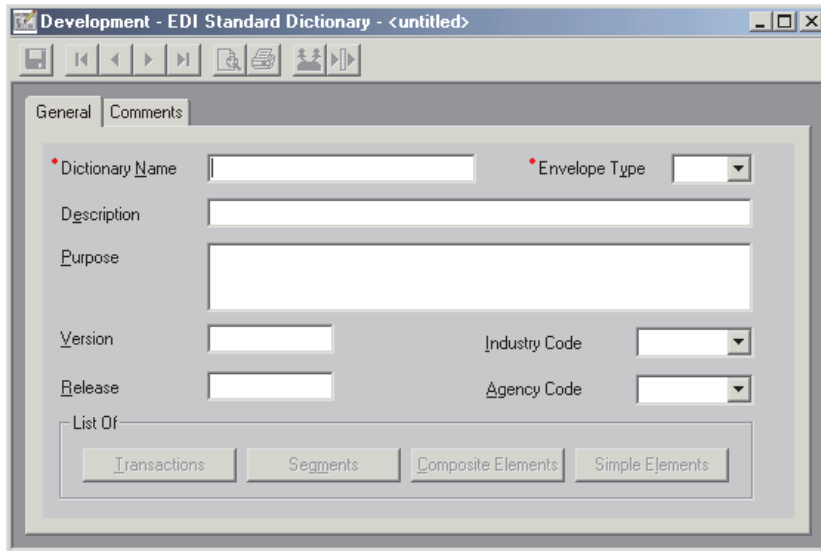 Development - EDI Standard Dictionary - <untitled>
General Comments
Dictionary Name Envelope Type
Description
Purpose
Version Industry Code
Release Agency Code
List Of
Transactions Segments Composite Elements Simple Elements